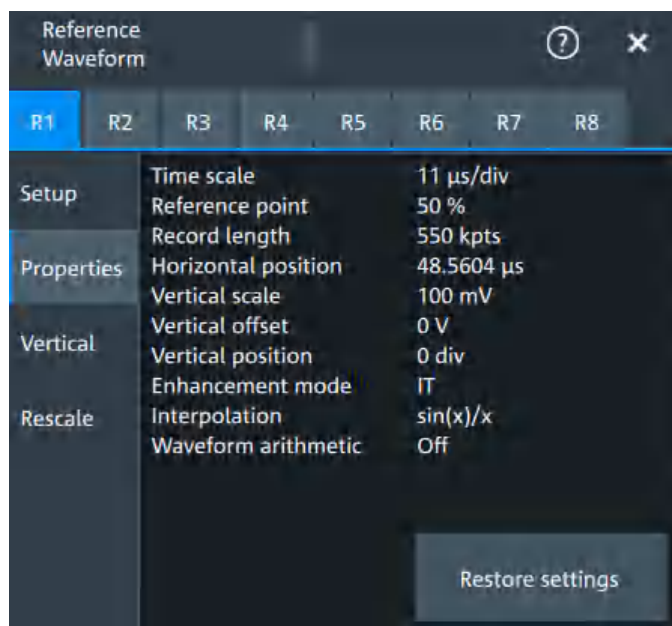 Reference
Waveform
?
R1 R2 R3 R4 R5 R6 R7 R8
Setup
Properties
Vertical
Rescale
Time scale 11 µs/div
Reference point 50 %
Record length 550 kpts
Horizontal position 48.5604 µs
Vertical scale 100 mV
Vertical offset 0 V
Vertical position 0 div
Enhancement mode IT
Interpolation sin(x)/x
Waveform arithmetic Off
Restore settings